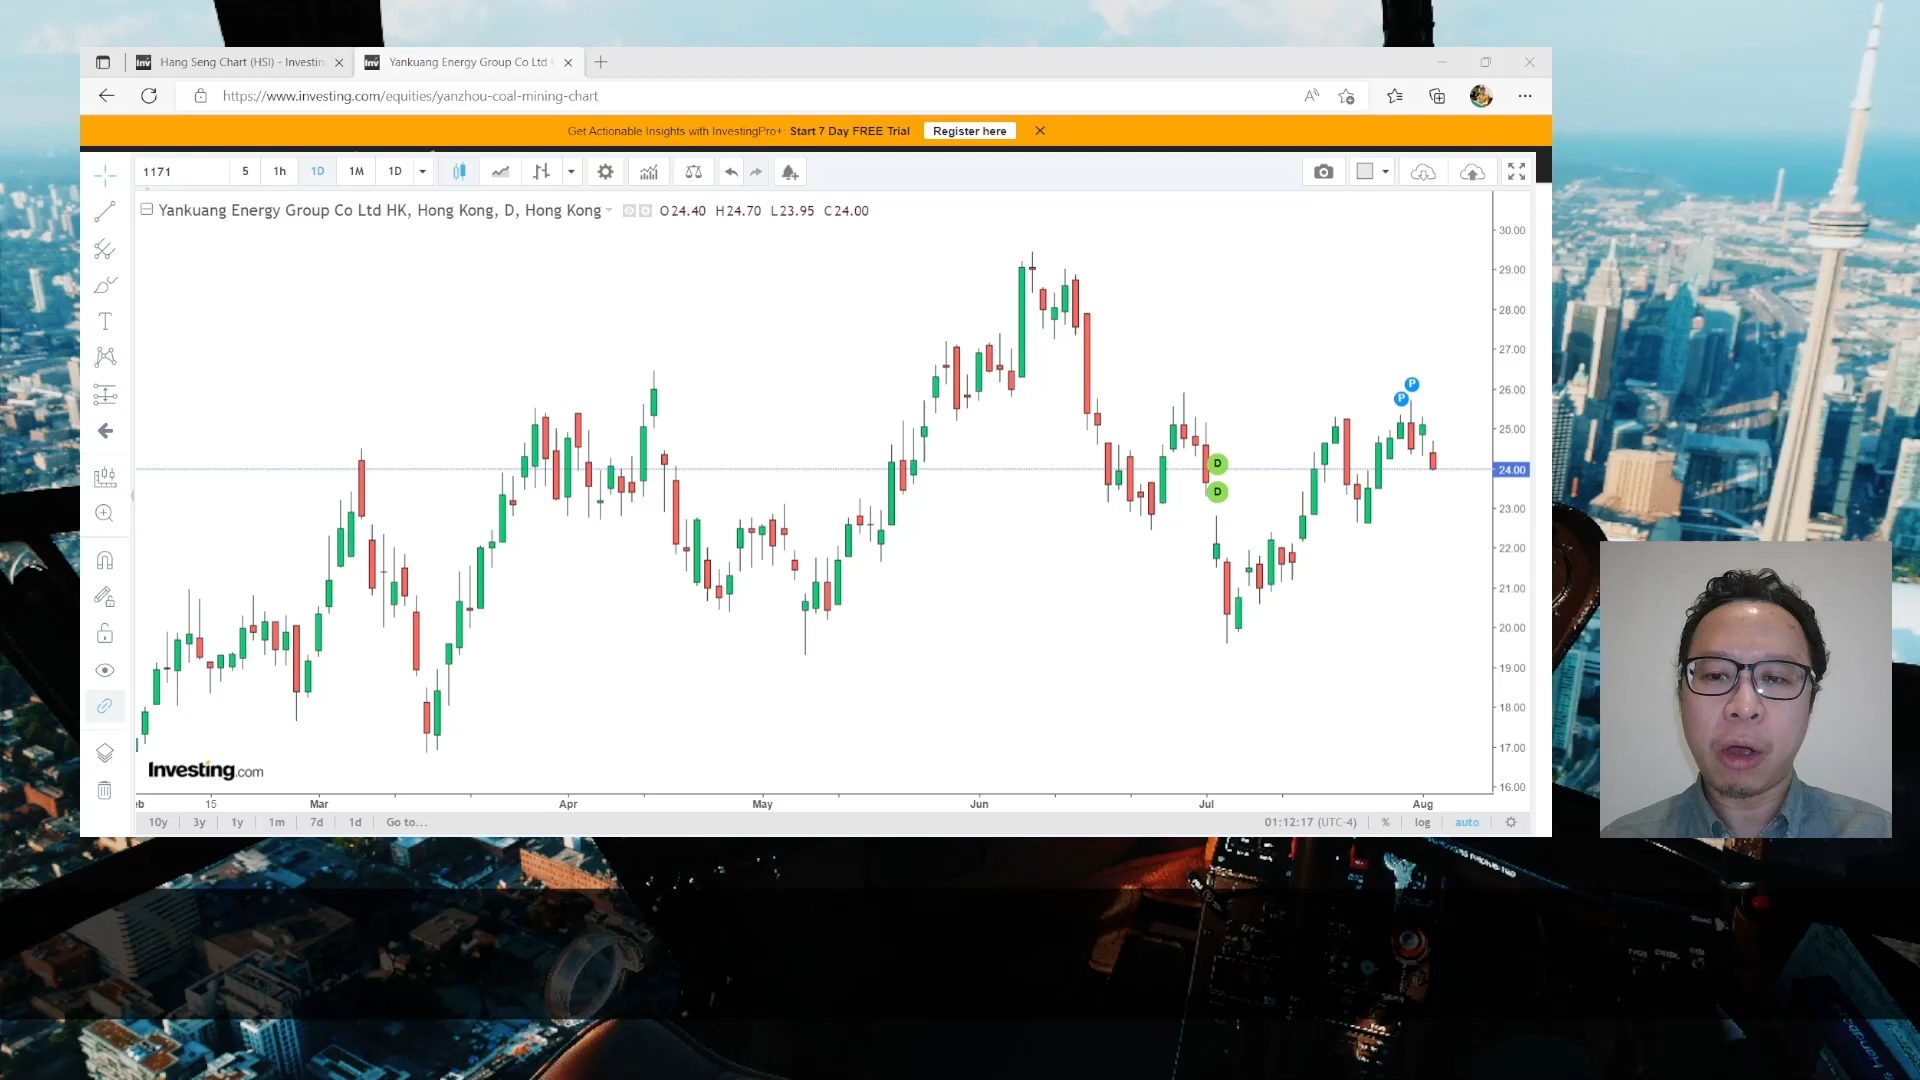 Hang Seng Chart (HSI) - Investin
Yankuang Energy Group Co Ltd
https://www.investing.com/equities/yanzhou-coal-mining-chart
Get Actionable Insights with InvestingPro+ Start 7 Day FREE Trial Register here
1171 5 1h 1D 1M 1D
Yankuang Energy Group Co Ltd HK, Hong Kong, D, Hong Kong O24.40 H24.70 L23.95 C24.00
30.00
29.00
28.00
27.00
26.00
P
P
25.00
D
24.00
D
23.00
22.00
21.00
20.00
19.00
18.00
17.00
Investing.com
16.00
eb 15 Mar Apr May Jun Jul Aug
10y 3y 1y 1m 7d 1d Go to... 01:12:17 (UTC-4) % log auto